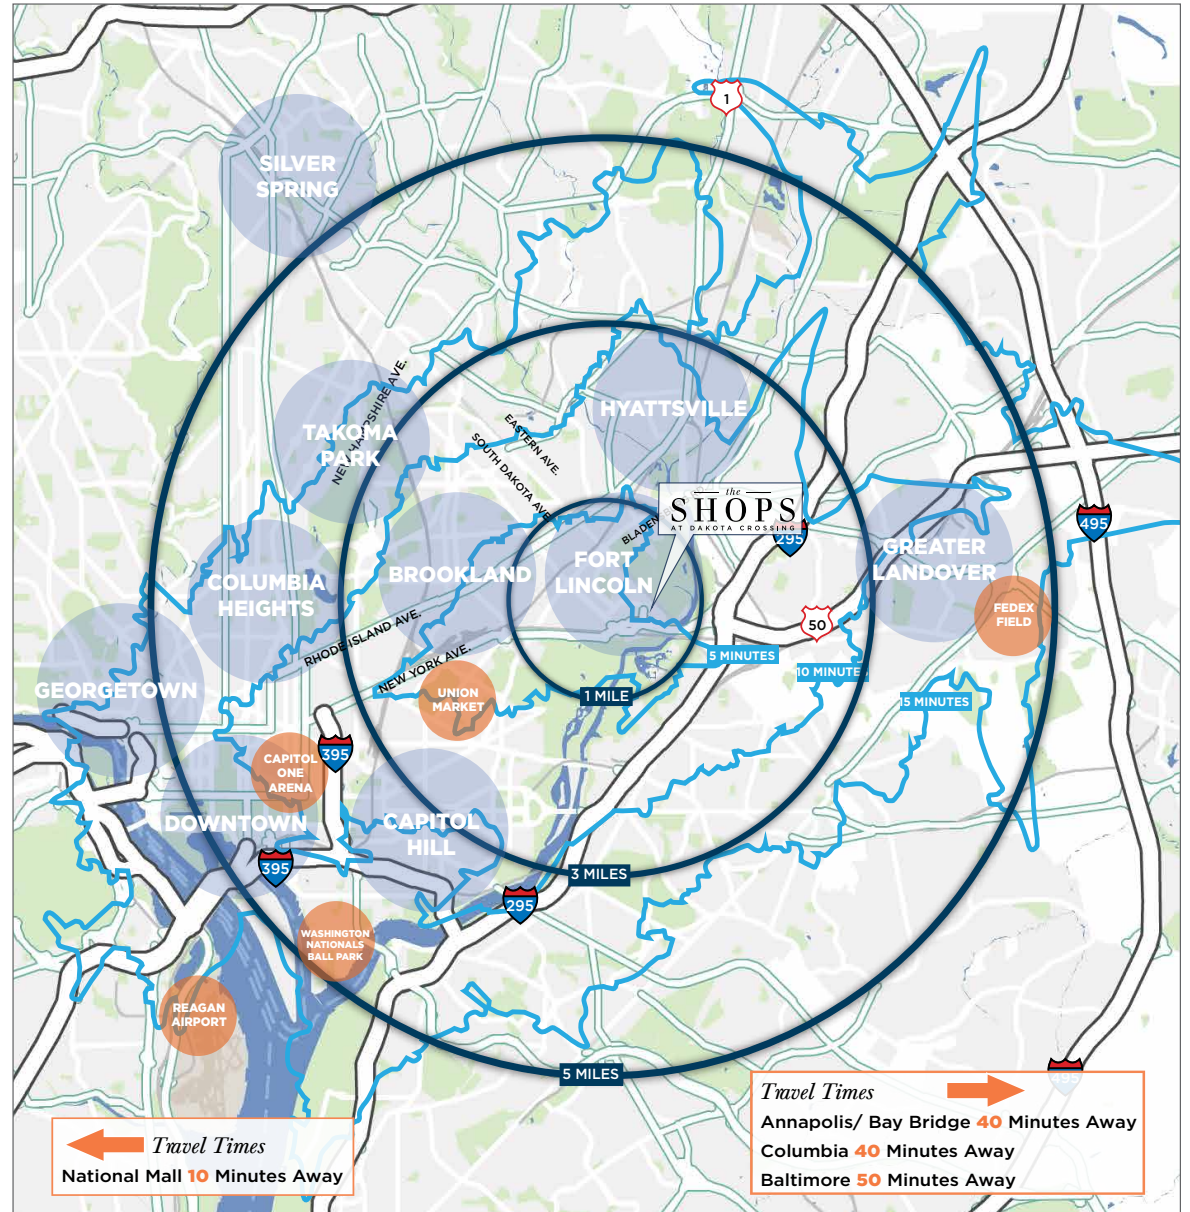 1
SILVER
SPRING
NEW HAMPSHIRE AVE.
TAKOMA
PARK
HYATTSVILLE
EASTERN AVE.
SOUTH DAKOTA AVE.
the
SHOPS
AT DAKOTA CROSSING
295
495
GREATER
LANDOVER
FORT
LINCOLN
BROOKLAND
COLUMBIA
HEIGHTS
FEDEX
FIELD
50
RHODE ISLAND AVE.
NEW YORK AVE.
5 MINUTES
10 MINUTE
15 MINUTES
GEORGETOWN
UNION
MARKET
1 MILE
395
CAPITOL
ONE
ARENA
DOWNTOWN
CAPITOL
HILL
395
3 MILES
295
WASHINGTON
NATIONALS
BALL PARK
REAGAN
AIRPORT
5 MILES
495
Travel Times
National Mall 10 Minutes Away
Travel Times
Annapolis/ Bay Bridge 40 Minutes Away
Columbia 40 Minutes Away
Baltimore 50 Minutes Away